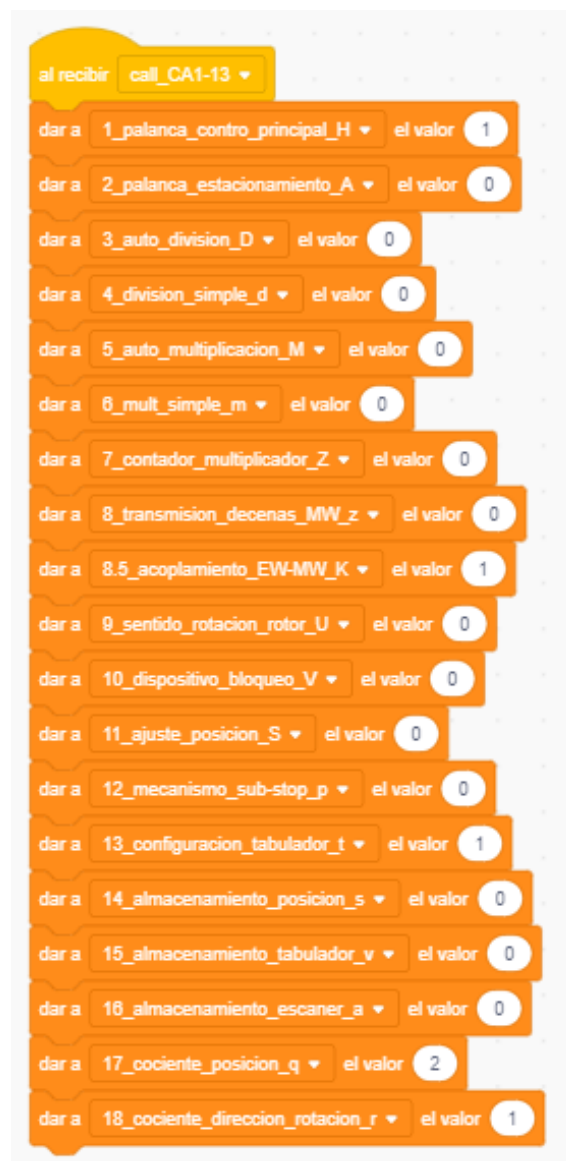 al recibir call_CA1-13
dar a 1_palanca_contro_principal_H el valor 1
dar a 2_palanca_estacionamiento_A el valor 0
dar a 3_auto_division_D el valor 0
dar a 4_division_simple_d el valor 0
dar a 5_auto_multiplicacion_M el valor 0
dar a 6_mult_simple_m el valor 0
dar a 7_contador_multiplicador_Z el valor 0
dar a 8_transmision_decenas_MW_z el valor 0
dar a 8.5_acoplamiento_EW-MW_K el valor 1
dar a 9_sentido_rotacion_rotor_U el valor 0
dar a 10_dispositivo_bloqueo_V el valor 0
dar a 11_ajuste_posicion_S el valor 0
dar a 12_mecanismo_sub-stop_p el valor 0
dar a 13_configuracion_tabulador_t el valor 1
dar a 14_almacenamiento_posicion_s el valor 0
dar a 15_almacenamiento_tabulador_v el valor 0
dar a 16_almacenamiento_escaner_a el valor 0
dar a 17_cociente_posicion_q el valor 2
dar a 18_cociente_direccion_rotacion_r el valor 1